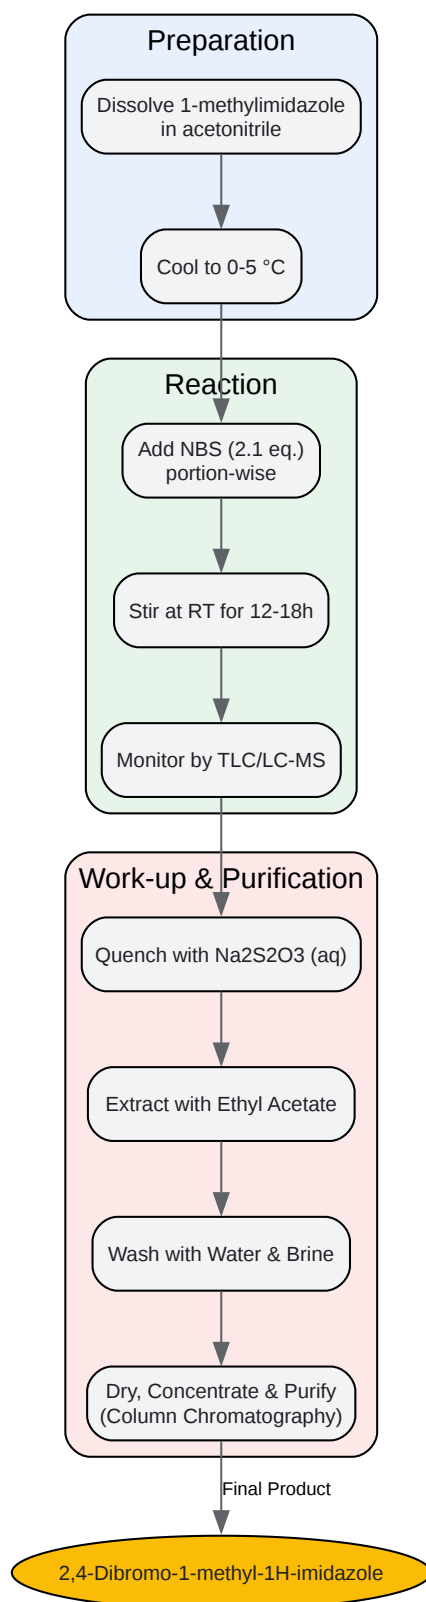 Preparation
Dissolve 1-methylimidazole
in acetonitrile
Cool to 0-5 °C
Reaction
Add NBS (2.1 eq.)
portion-wise
Stir at RT for 12-18h
Monitor by TLC/LC-MS
Work-up & Purification
Quench with Na2S2O3 (aq)
Extract with Ethyl Acetate
Wash with Water & Brine
Dry, Concentrate & Purify
(Column Chromatography)
Final Product
2,4-Dibromo-1-methyl-1H-imidazole